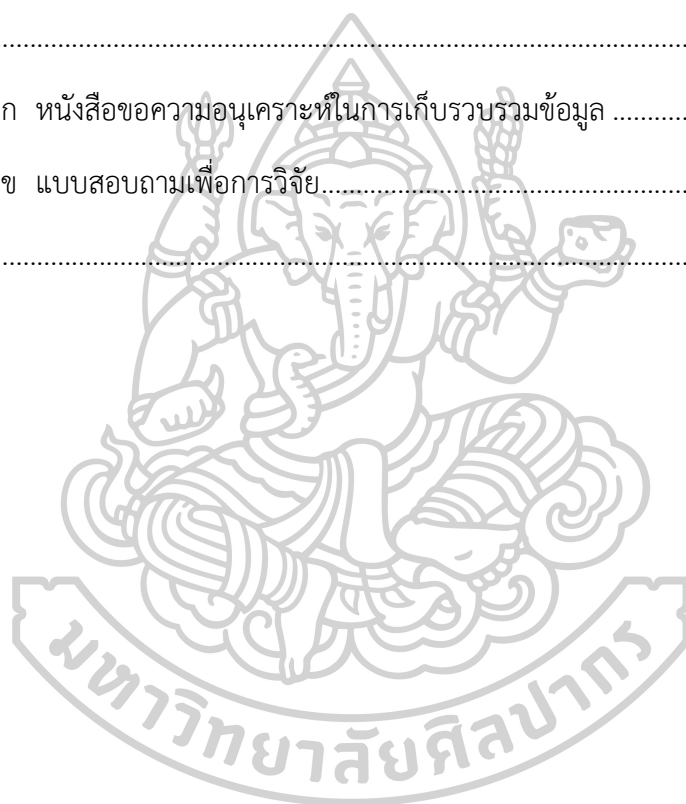 ................................................................................................
ก หนังสือขอความอนุเคราะห์ในการเก็บรวบรวมข้อมูล ...........
ข แบบสอบถามเพื่อการวิจัย...................................................
................................................................................................
มหาวิทยาลัยศิลปากร